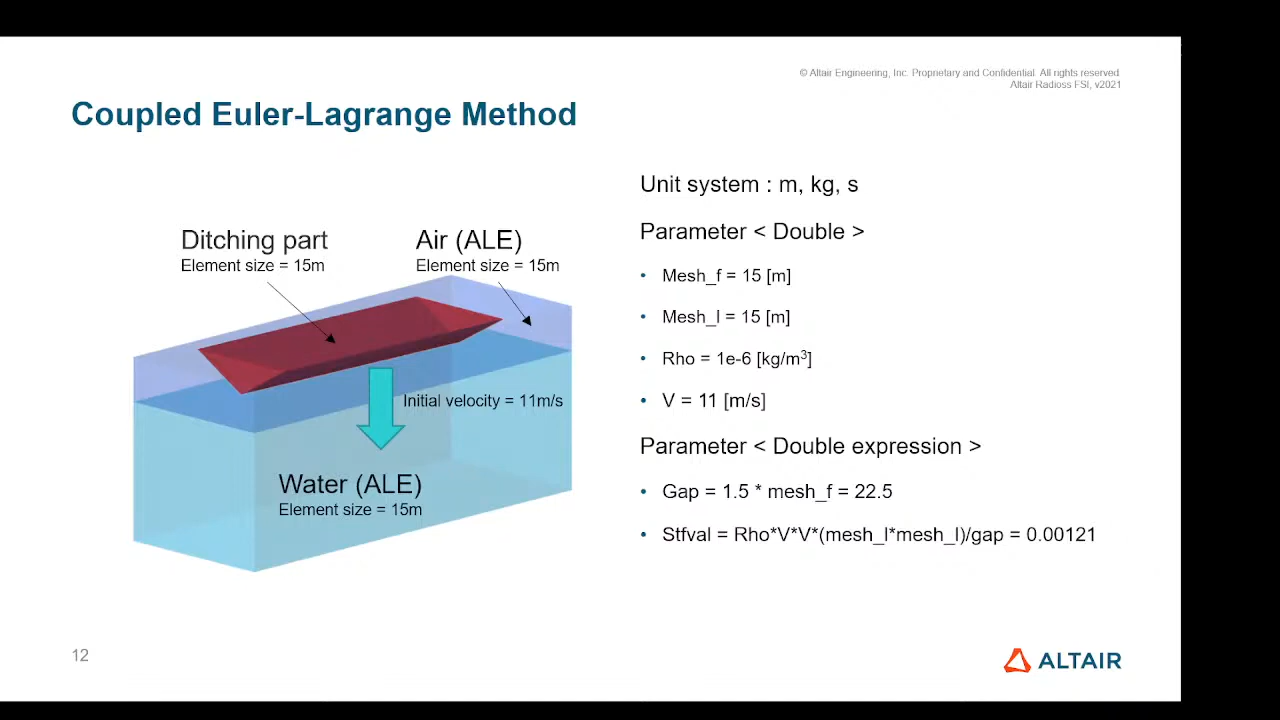 © Altair Engineering, Inc. Proprietary and Confidential. All rights reserved.
Altair Radioss FSI, v2021
Coupled Euler-Lagrange Method
Ditching part
Element size = 15m
Air (ALE)
Element size = 15m
Initial velocity = 11m/s
Water (ALE)
Element size = 15m
Unit system : m, kg, s
Parameter < Double >
• Mesh_f = 15 [m]
• Mesh_l = 15 [m]
• Rho = 1e-6 [kg/m³]
• V = 11 [m/s]
Parameter < Double expression >
• Gap = 1.5 * mesh_f = 22.5
• Stfval = Rho*V*V*(mesh_l*mesh_l)/gap = 0.00121
12
ALTAIR